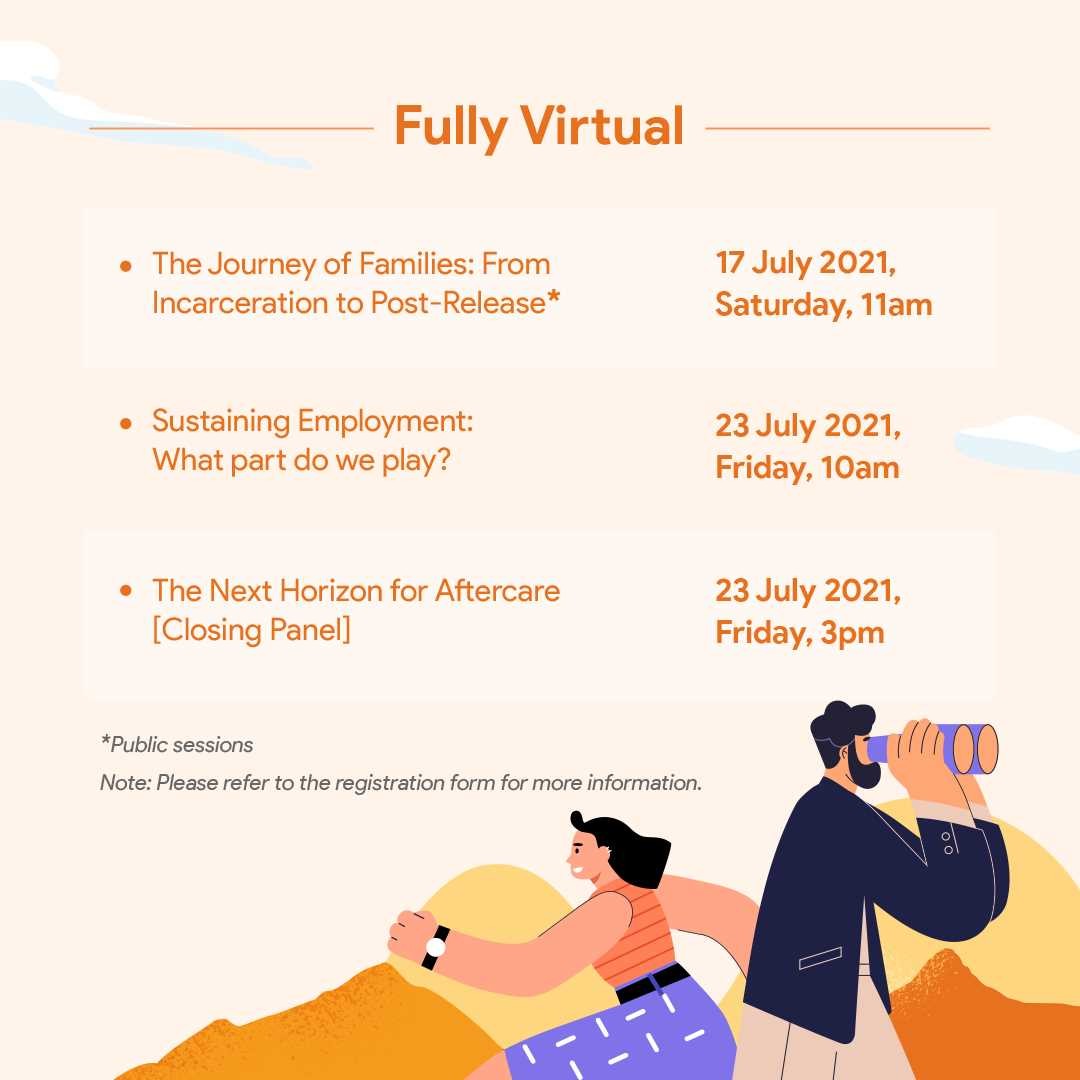 Fully Virtual
• The Journey of Families: From
Incarceration to Post-Release*
17 July 2021,
Saturday, 11am
• Sustaining Employment:
What part do we play?
23 July 2021,
Friday, 10am
• The Next Horizon for Aftercare
[Closing Panel]
23 July 2021,
Friday, 3pm
*Public sessions
Note: Please refer to the registration form for more information.